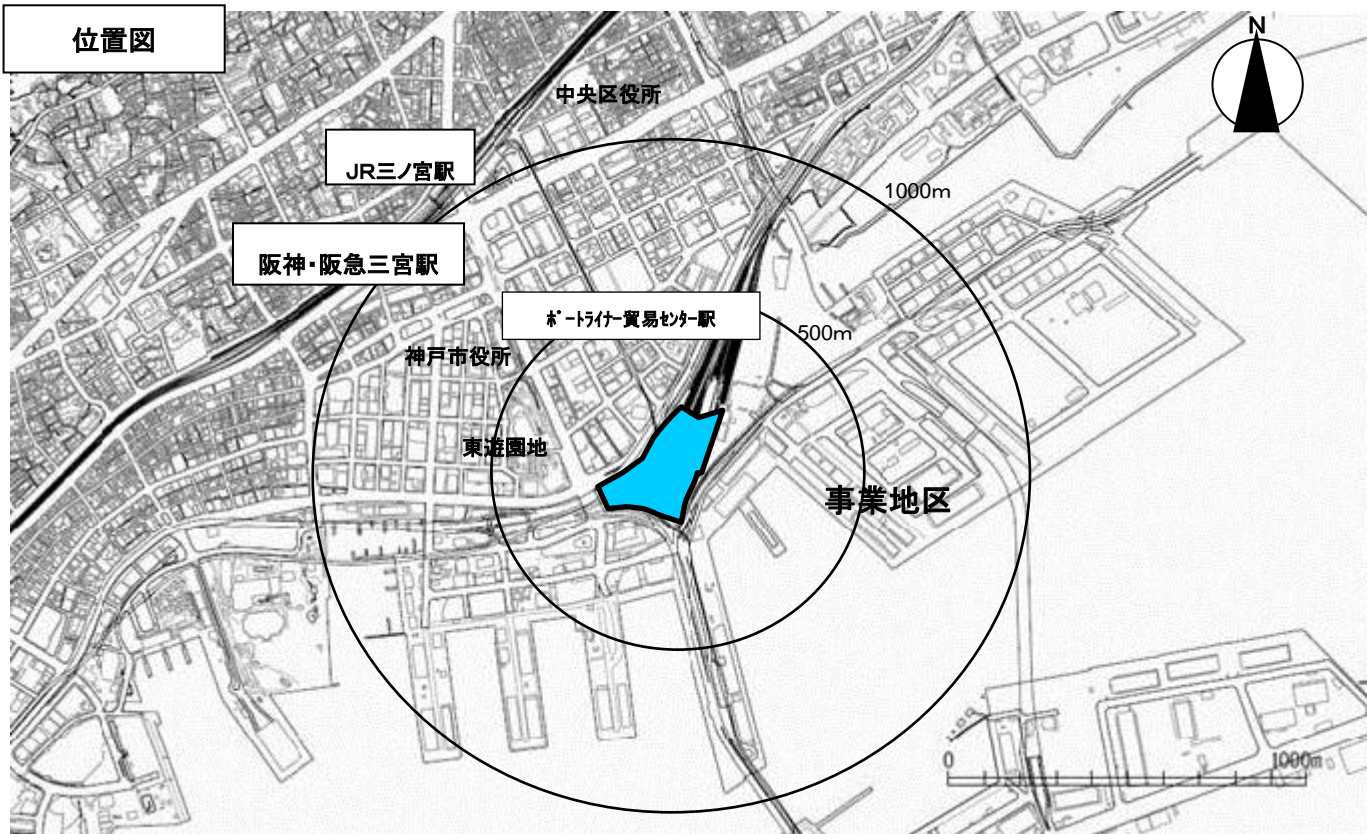 位置図
N
中央区役所
JR三ノ宮駅
1000m
阪神・阪急三宮駅
ﾎﾟｰﾄﾗｲﾅｰ貿易ｾﾝﾀｰ駅
500m
神戸市役所
東遊園地
事業地区
0 1000m